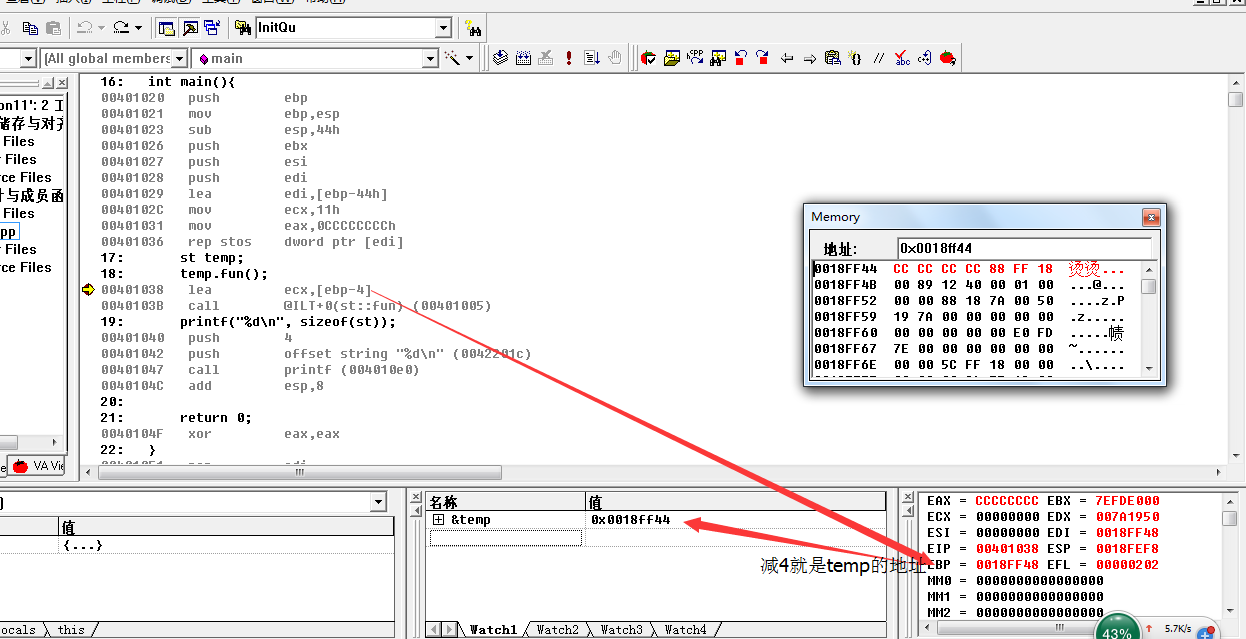 InitQu
(All global members
main
16: int main(){
00401020 push ebp
00401021 mov ebp,esp
00401023 sub esp,44h
00401026 push ebx
00401027 push esi
00401028 push edi
00401029 lea edi,[ebp-44h]
0040102C mov ecx,11h
00401031 mov eax,0CCCCCCCCh
00401036 rep stos dword ptr [edi]
17: st temp;
18: temp.fun();
00401038 lea ecx,[ebp-4]
0040103B call @ILT+0(st::fun) (00401005)
19: printf("%d\n", sizeof(st));
00401040 push 4
00401042 push offset string "%d\n" (0042201c)
00401047 call printf (004010e0)
0040104C add esp,8
20:
21: return 0;
0040104F xor eax,eax
22: }
on11': 2 工
储存与对齐
Files
Files
rce Files
计与成员函
Files
pp
Files
rce Files
VA Vi
Memory
地址: 0x0018ff44
0018FF44 CC CC CC CC 88 FF 18 烫烫...
0018FF4B 00 89 12 40 00 01 00 ...@...
0018FF52 00 00 88 18 7A 00 50 ....z.P
0018FF59 19 7A 00 00 00 00 00 .z.....
0018FF60 00 00 00 00 00 E0 FD .....帻
0018FF67 7E 00 00 00 00 00 00 ~......
0018FF6E 00 00 5C FF 18 00 00 ..\....
值
{...}
ocals
this
名称 值
&temp 0x0018ff44
Watch1 Watch2 Watch3 Watch4
减4就是temp的地址
EAX = CCCCCCCC EBX = 7EFDE000
ECX = 00000000 EDX = 007A1950
ESI = 00000000 EDI = 0018FF48
EIP = 00401038 ESP = 0018FEF8
EBP = 0018FF48 EFL = 00000202
MM0 = 0000000000000000
MM1 = 0000000000000000
MM2 = 0000000000000000
43%
5.7K/s